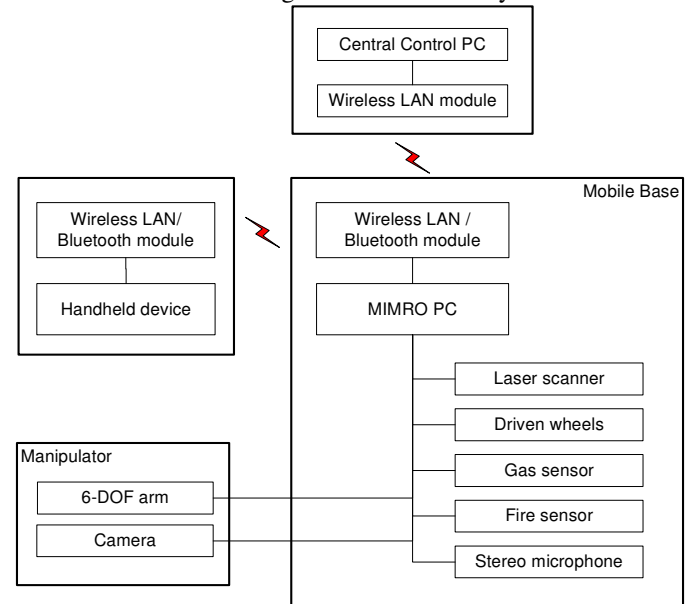 Central Control PC
Wireless LAN module
Mobile Base
Wireless LAN/
Bluetooth module
Handheld device
Wireless LAN /
Bluetooth module
MIMRO PC
Laser scanner
Driven wheels
Gas sensor
Fire sensor
Stereo microphone
Manipulator
6-DOF arm
Camera